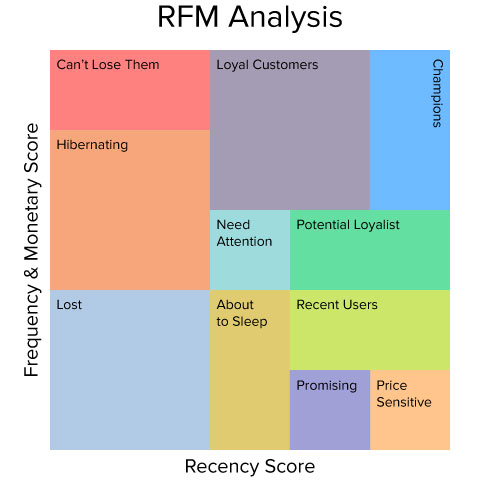 RFM Analysis
Frequency & Monetary Score
Can’t Lose Them
Loyal Customers
Champions
Hibernating
Need
Attention
Potential Loyalist
Lost
About
to Sleep
Recent Users
Promising
Price
Sensitive
Recency Score